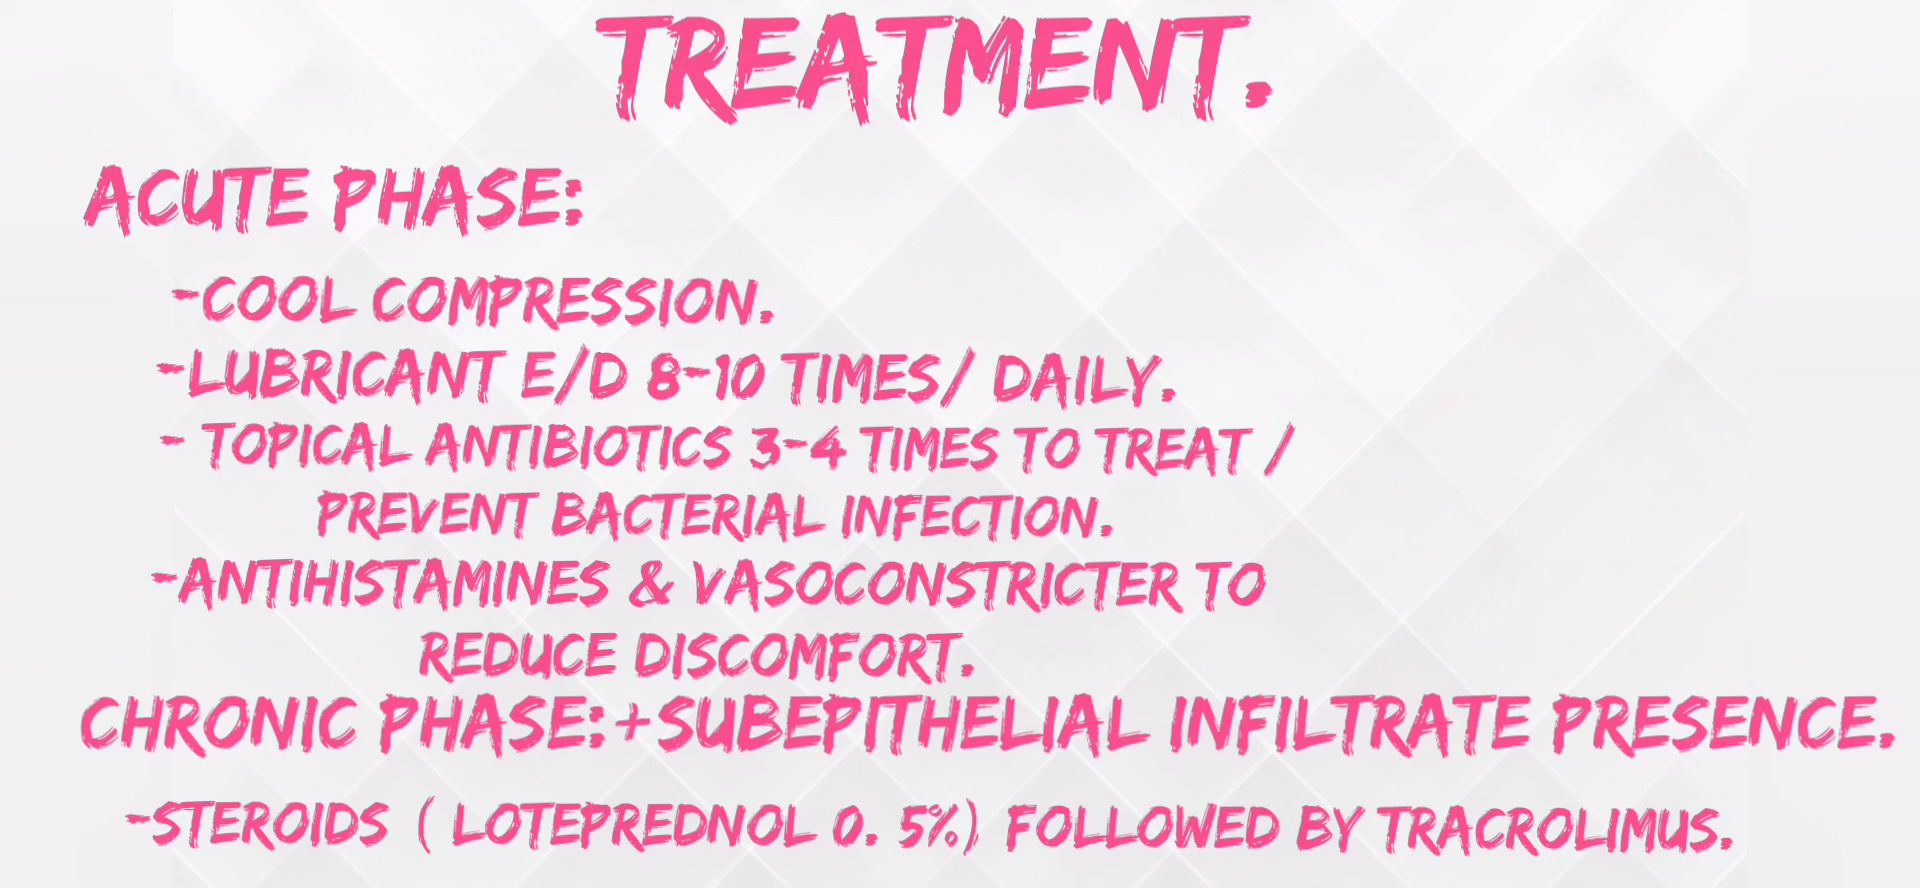 TREATMENT.
ACUTE PHASE:
-COOL COMPRESSION.
-LUBRICANT E/D 8-10 TIMES/ DAILY.
- TOPICAL ANTIBIOTICS 3-4 TIMES TO TREAT /
PREVENT BACTERIAL INFECTION.
-ANTIHISTAMINES & VASOCONSTRICTER TO
REDUCE DISCOMFORT.
CHRONIC PHASE:+SUBEPITHELIAL INFILTRATE PRESENCE.
-STEROIDS ( LOTEPREDNOL 0. 5%) FOLLOWED BY TRACROLIMUS.